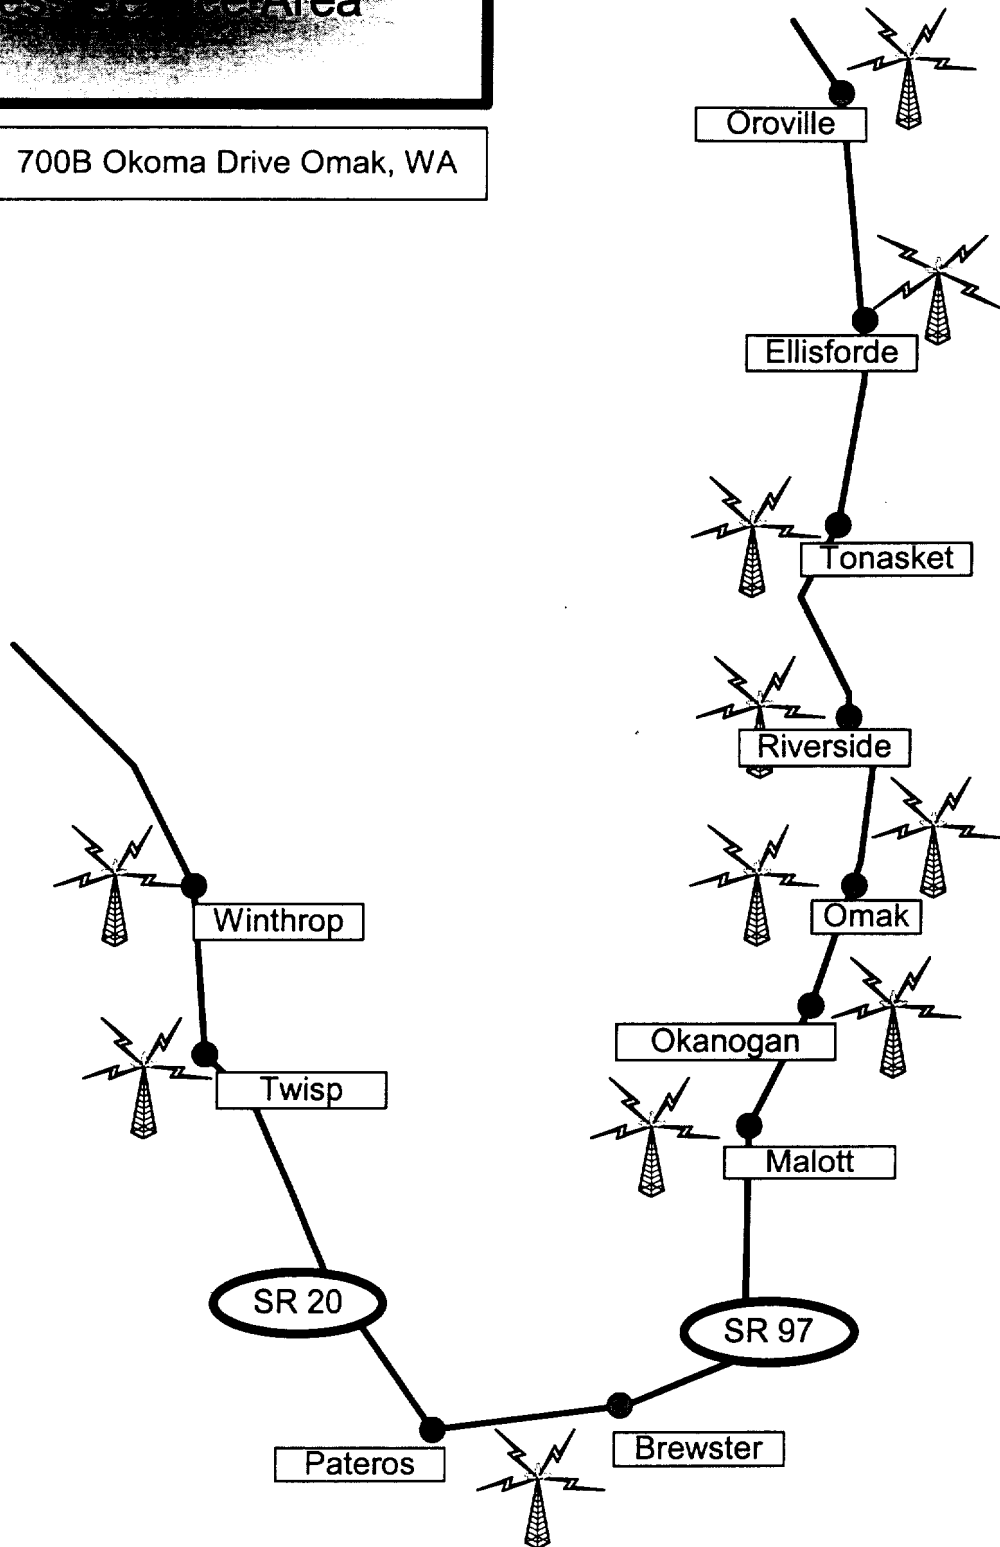 Area
700B Okoma Drive Omak, WA
Oroville
Ellisforde
Tonasket
Riverside
Omak
Winthrop
Okanogan
Twisp
Malott
SR 20
SR 97
Brewster
Pateros